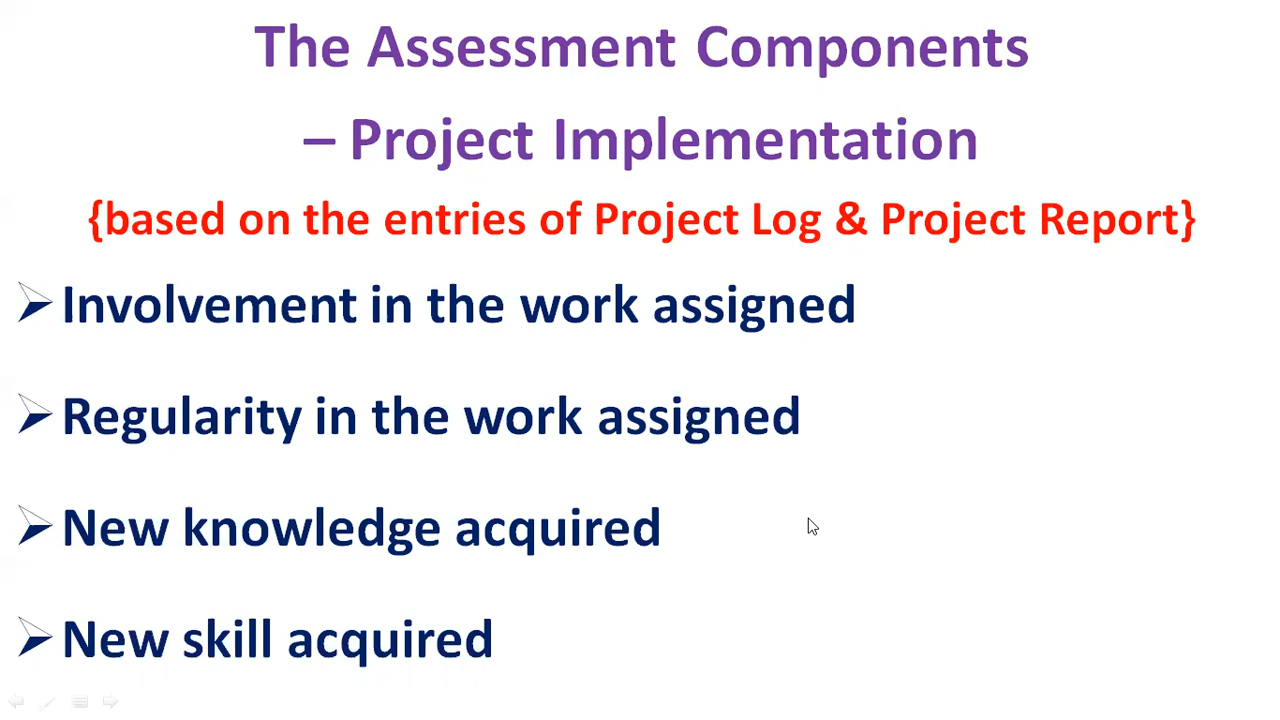 The Assessment Components
– Project Implementation
{based on the entries of Project Log & Project Report}
Involvement in the work assigned
Regularity in the work assigned
New knowledge acquired
New skill acquired